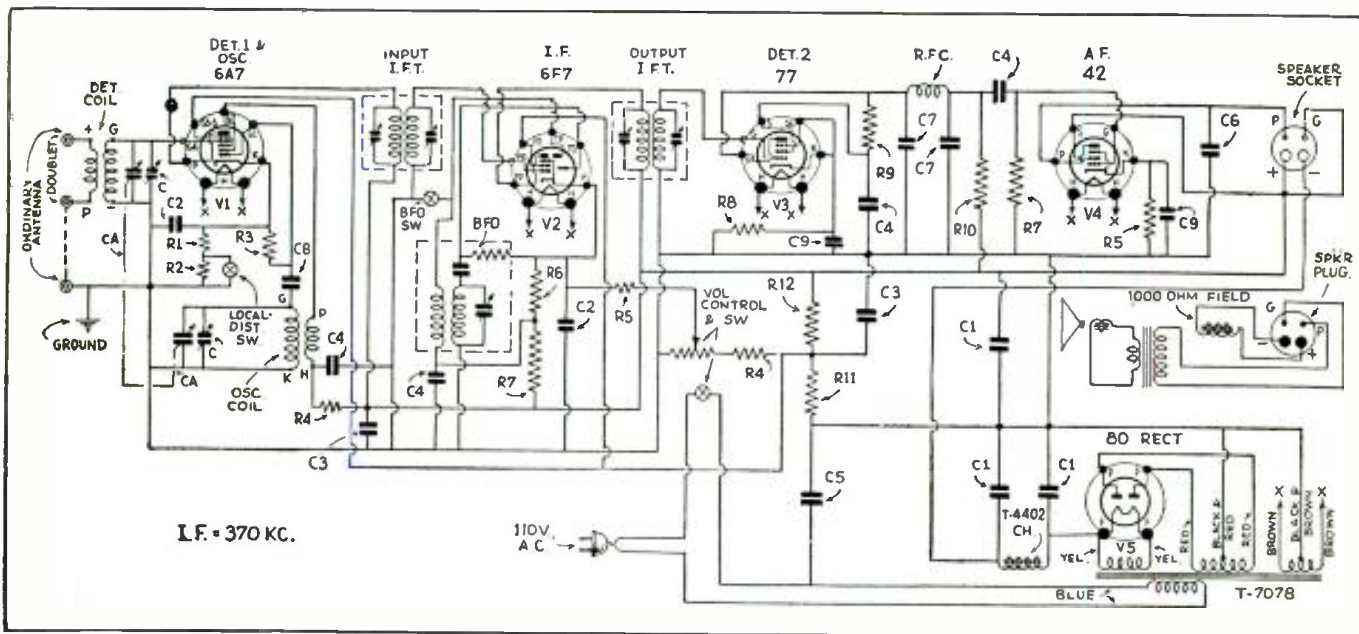 DET. 1 &
OSC.
6A7
INPUT
I.F.T.
I.F.
6F7
OUTPUT
I.F.T.
DET. 2
77
R.F.C.
C4
A.F.
42
SPEAKER
SOCKET
DET.
COIL
+ G
P -
ORDINARY
ANTENNA
DOUBLET
C
V1
X X
C2
R1
R2
R3
C8
CA
G
P
K H
LOCAL-
DIST.
SW.
GROUND
CA
C
OSC.
COIL
C4
R4
C3
BFO
SW
BFO
V2
X X
R6
R7
C2
C4
R5
VOL
CONTROL
& SW
R4
R8
V3
X X
C9
C4
R9
C7
C7
R10
R7
V4
X X
R5
C9
C6
P G
+ -
R12
C3
R11
C1
C5
1000 OHM FIELD
SPKR
PLUG.
G
P
- +
80 RECT
C1
C1
T-4402
CH.
V5
YEL. YEL
RED
BLACK &
RED
RED
BROWN
BLACK &
BROWN
BROWN
X X
BLUE
T-7078
110V.
A C
I.F. = 370 KC.